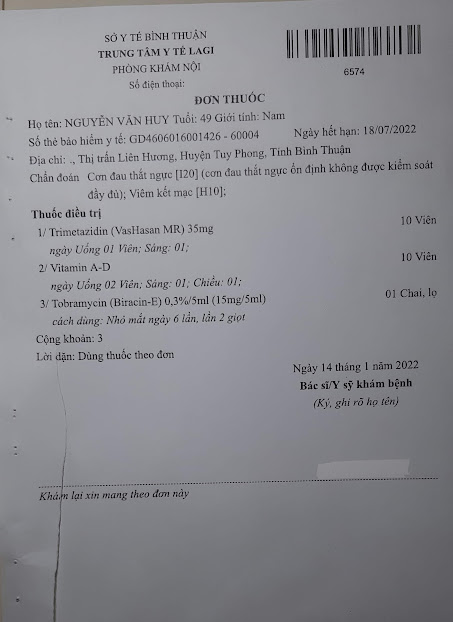 SỞ Y TẾ BÌNH THUẬN
TRUNG TÂM Y TẾ LAGI
PHÒNG KHÁM NỘI
Số điện thoại:
6574
ĐƠN THUỐC
Họ tên: NGUYỄN VĂN HUY Tuổi: 49 Giới tính: Nam
Số thẻ bảo hiểm y tế: GD4606016001426 - 60004 Ngày hết hạn: 18/07/2022
Địa chỉ: ., Thị trấn Liên Hương, Huyện Tuy Phong, Tỉnh Bình Thuận
Chẩn đoán Cơn đau thắt ngực [I20] (cơn đau thắt ngực ổn định không được kiểm soát
đầy đủ); Viêm kết mạc [H10];
Thuốc điều trị
1/ Trimetazidin (VasHasan MR) 35mg 10 Viên
ngày Uống 01 Viên; Sáng: 01;
2/ Vitamin A-D 10 Viên
ngày Uống 02 Viên; Sáng: 01; Chiều: 01;
3/ Tobramycin (Biracin-E) 0,3%/5ml (15mg/5ml) 01 Chai, lọ
cách dùng: Nhỏ mắt ngày 6 lần, lần 2 giọt
Cộng khoản: 3
Lời dặn: Dùng thuốc theo đơn
Ngày 14 tháng 1 năm 2022
Bác sĩ/Y sỹ khám bệnh
(Ký, ghi rõ họ tên)
Khám lại xin mang theo đơn này